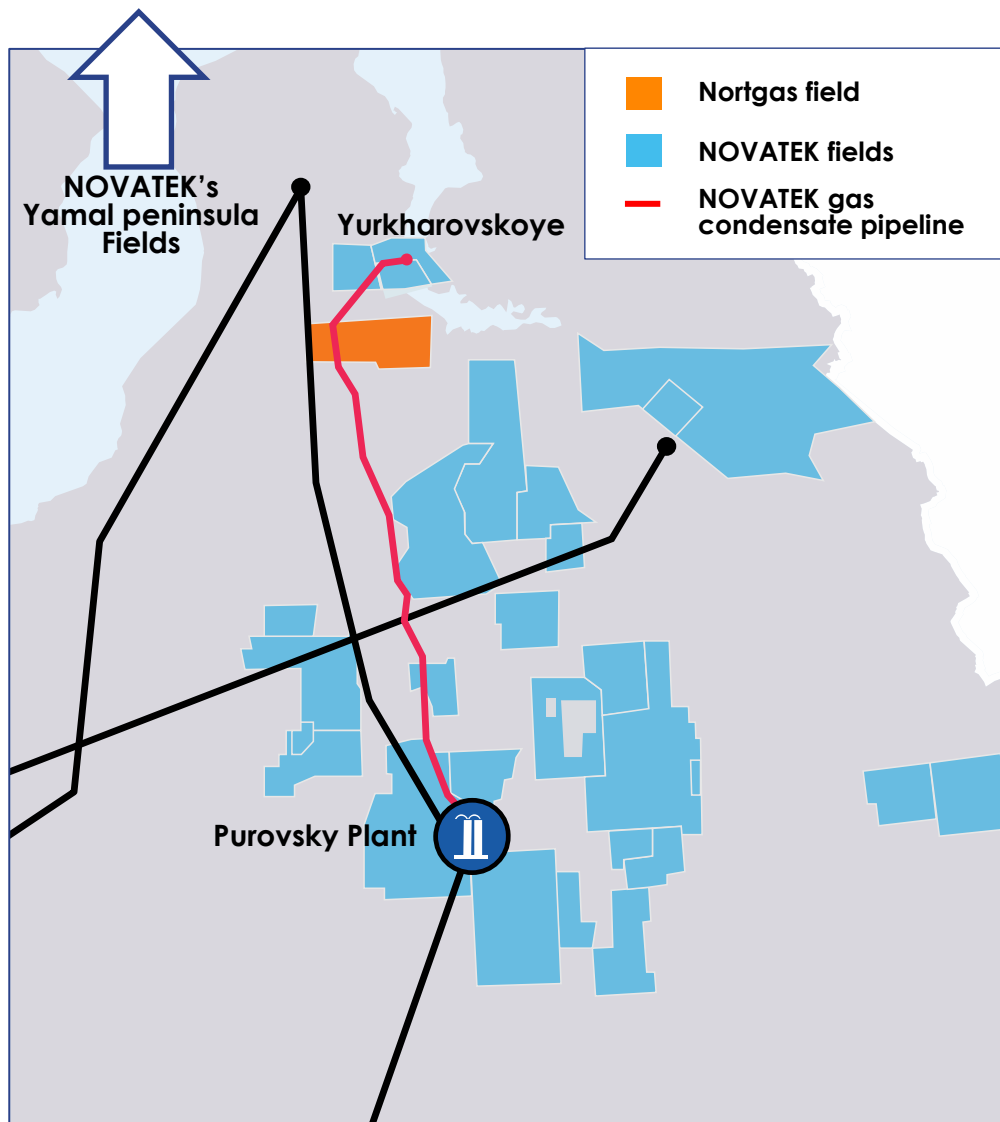 Nortgas field
NOVATEK fields
NOVATEK gas
condensate pipeline
NOVATEK’s
Yamal peninsula
Fields
Yurkharovskoye
Purovsky Plant